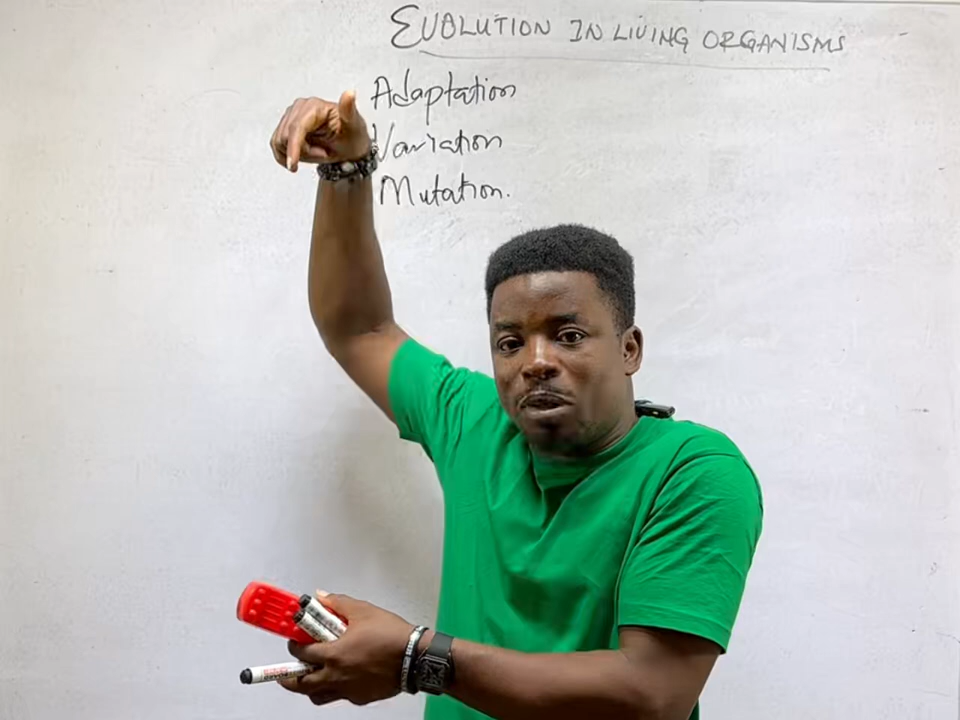 EVOLUTION IN LIVING ORGANISMS
Adaptation
Variation
Mutation.